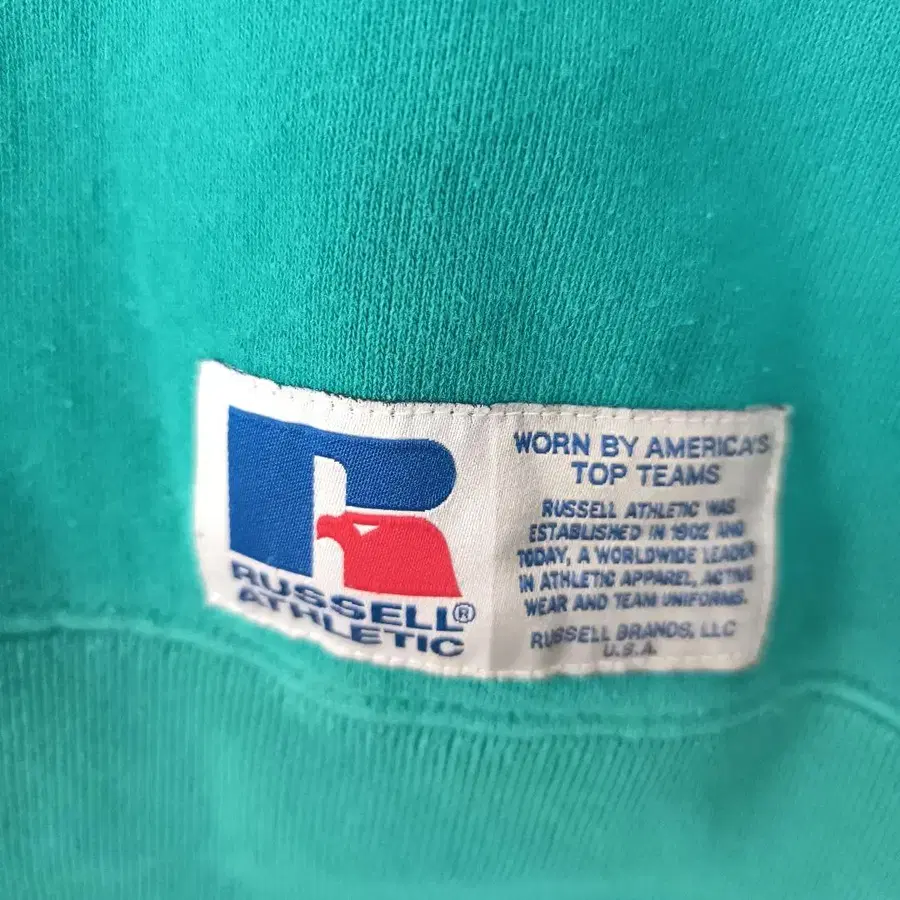 RUSSELL®
ATHLETIC
WORN BY AMERICA'S
TOP TEAMS
RUSSELL ATHLETIC WAS
ESTABLISHED IN 1902 AND
TODAY, A WORLDWIDE LEADER
IN ATHLETIC APPAREL, ACTIVE
WEAR AND TEAM UNIFORMS.
RUSSELL BRANDS, LLC
U.S.A.